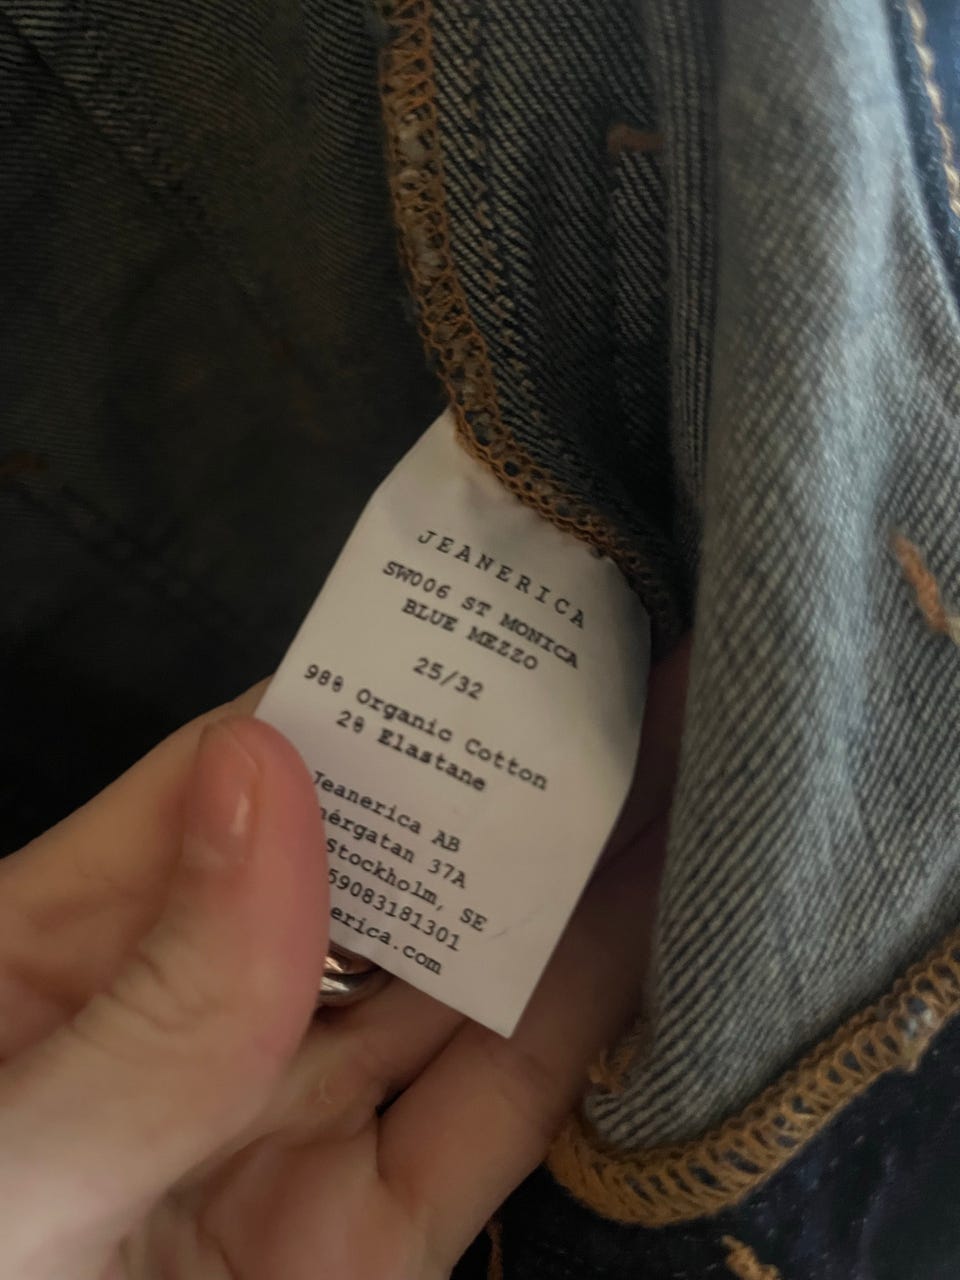 JEANERICA
SW006 ST MONICA
BLUE MEZZO
25/32
98% Organic Cotton
2% Elastane
Jeanerica AB
37A
Stockholm, SE